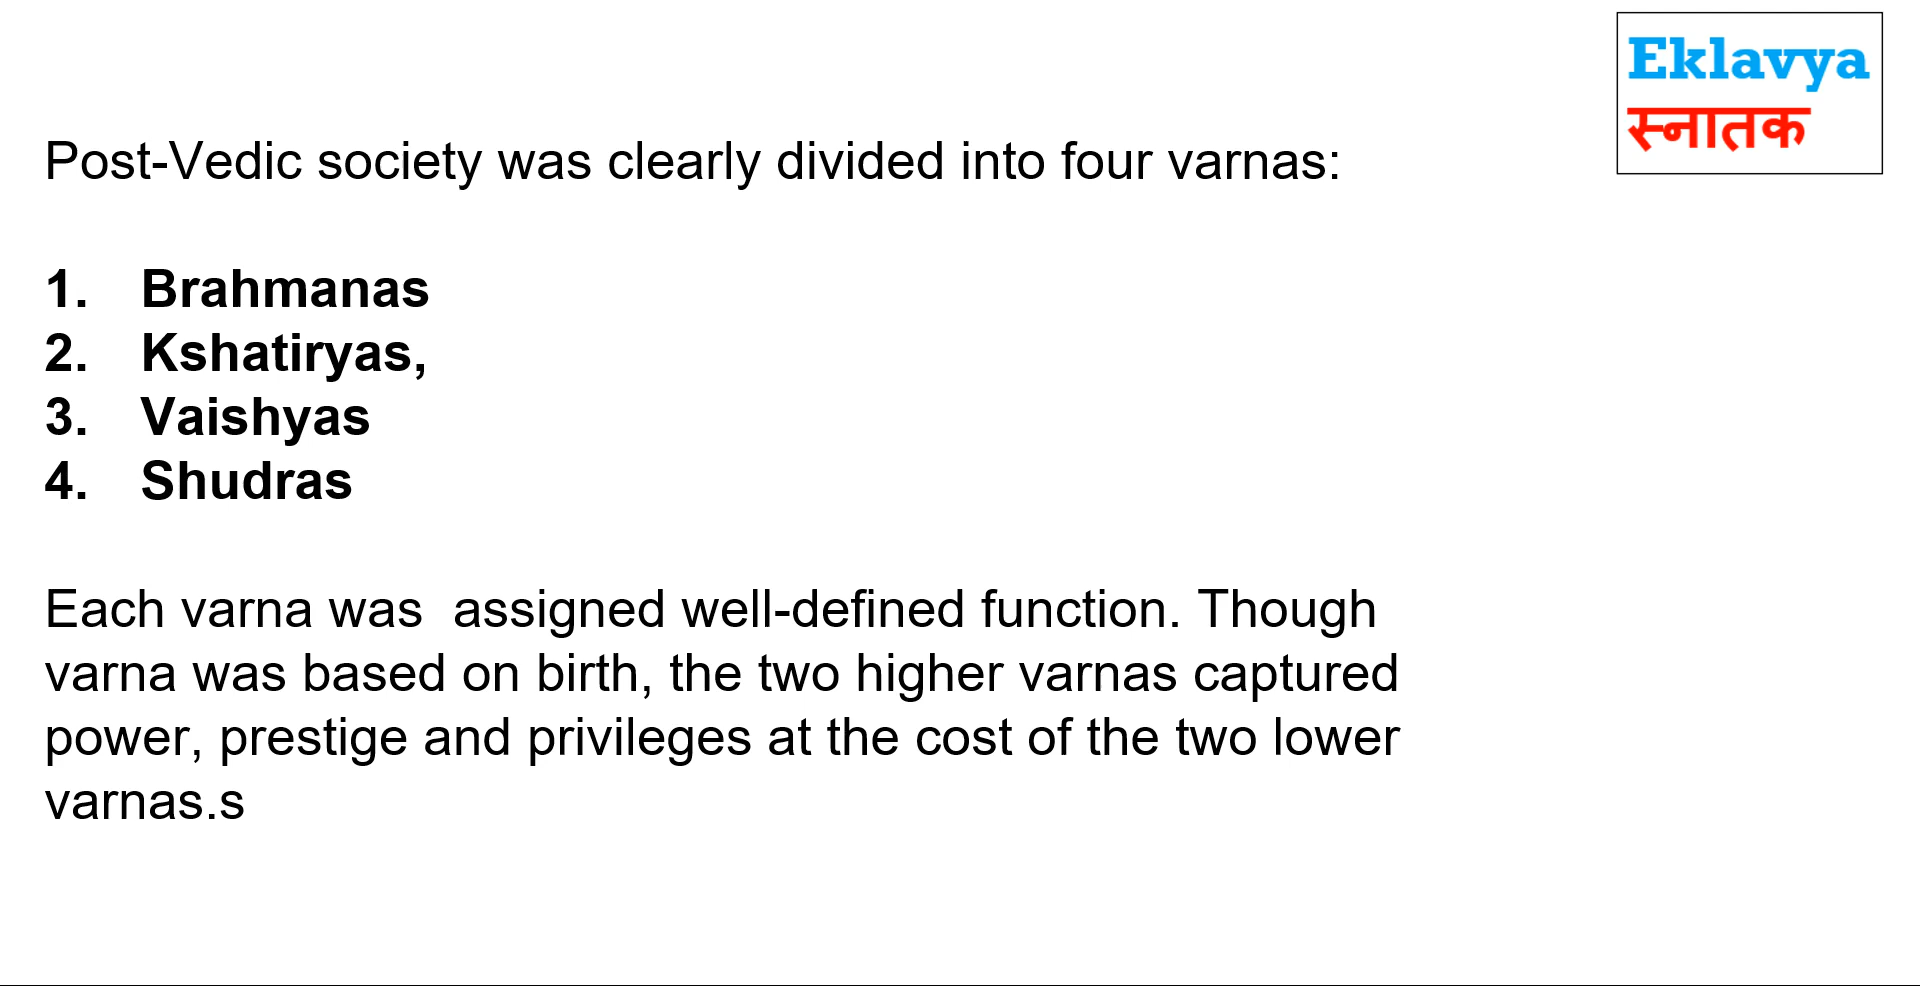 Eklavya
स्नातक
Post-Vedic society was clearly divided into four varnas:
1. Brahmanas
2. Kshatiryas,
3. Vaishyas
4. Shudras
Each varna was  assigned well-defined function. Though
varna was based on birth, the two higher varnas captured
power, prestige and privileges at the cost of the two lower
varnas.s